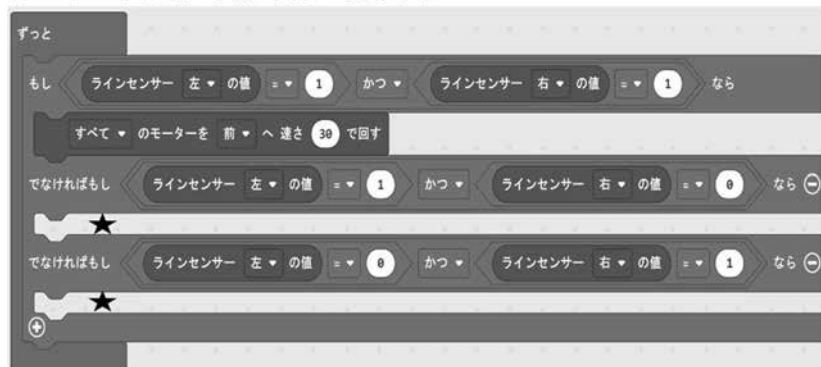 ずっと
もし ラインセンサー 左 の値 = 1 かつ ラインセンサー 右 の値 = 1 なら
すべて のモーターを 前 へ 速さ 30 で回す
でなければもし ラインセンサー 左 の値 = 1 かつ ラインセンサー 右 の値 = 0 なら
★
でなければもし ラインセンサー 左 の値 = 0 かつ ラインセンサー 右 の値 = 1 なら
★